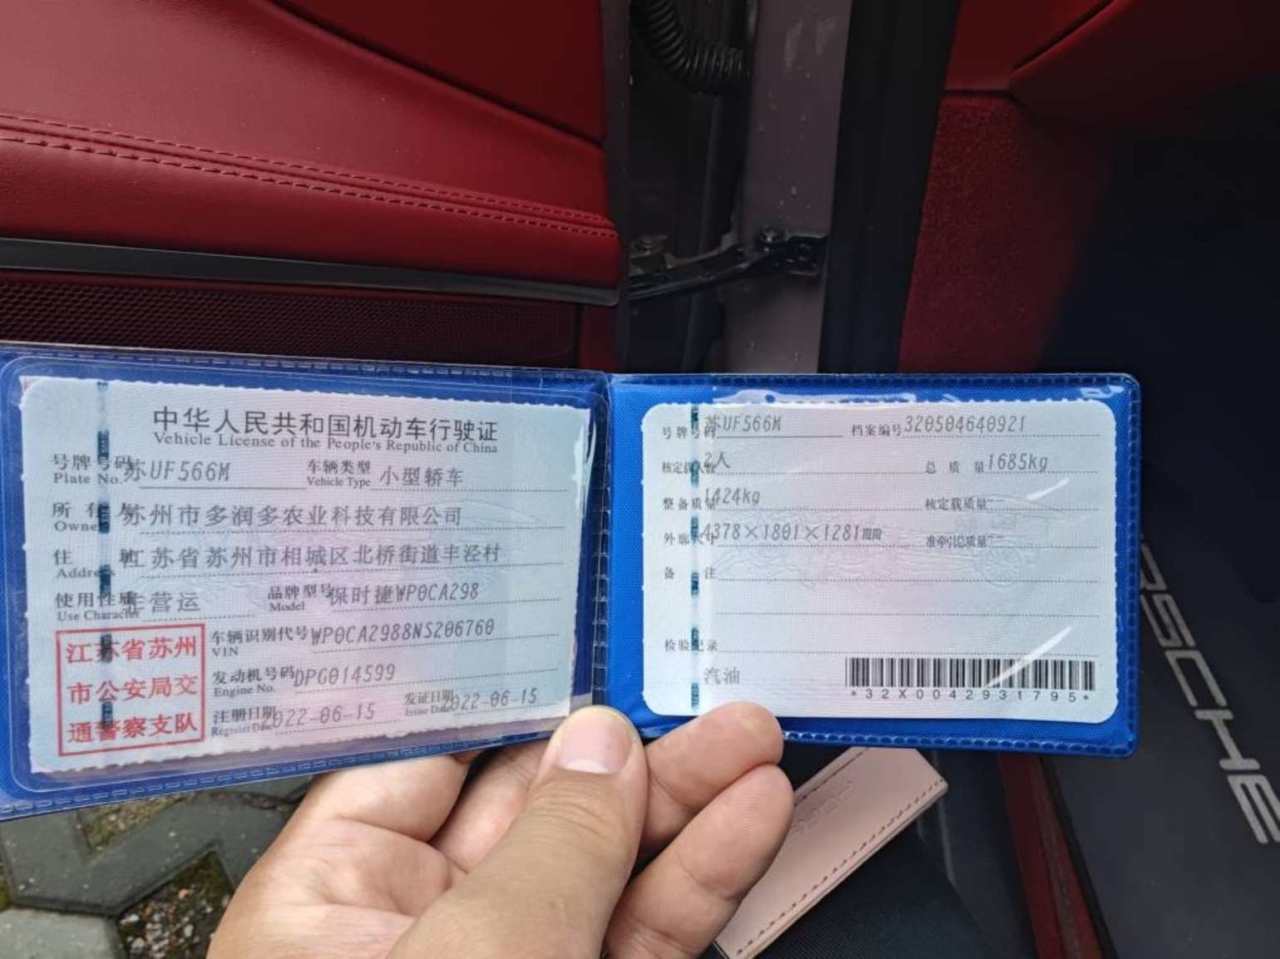 中华人民共和国机动车行驶证
Vehicle License of the People's Republic of China
号牌号码 苏UF566M 车辆类型 小型轿车
Plate No. Vehicle Type
所有人 苏州市多润多农业科技有限公司
Owner
住址 江苏省苏州市相城区北桥街道丰泾村
Address
使用性质 非营运 品牌型号 保时捷WP0CA298
Use Character Model
车辆识别代号 WP0CA2988NS206760
VIN
发动机号码 DPG014599
Engine No.
注册日期 2022-06-15 发证日期 2022-06-15
Register Date Issue Date
江苏省苏州
市公安局交
通警察支队
号牌号码 苏UF566M 档案编号 320504640921
核定载人数 2人 总质量 1685kg
整备质量 1424kg 核定载质量 --
外廓尺寸 4378×1801×1281mm 准牵引总质量 --
备注
检验记录
汽油
*32X0042931795*
RSCHE